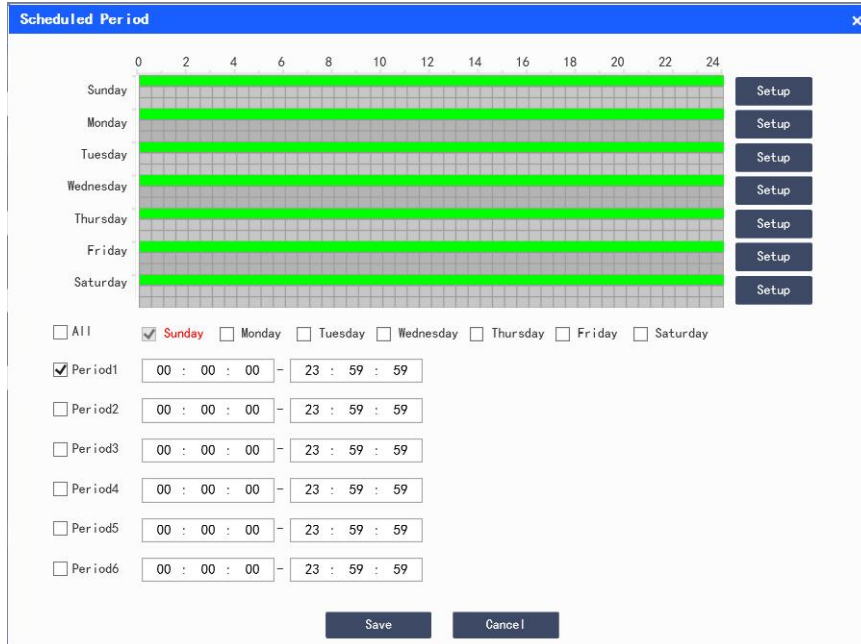 Scheduled Period ×
0 2 4 6 8 10 12 14 16 18 20 22 24
Sunday Setup
Monday Setup
Tuesday Setup
Wednesday Setup
Thursday Setup
Friday Setup
Saturday Setup
All Sunday Monday Tuesday Wednesday Thursday Friday Saturday
Period1 00 : 00 : 00 - 23 : 59 : 59
Period2 00 : 00 : 00 - 23 : 59 : 59
Period3 00 : 00 : 00 - 23 : 59 : 59
Period4 00 : 00 : 00 - 23 : 59 : 59
Period5 00 : 00 : 00 - 23 : 59 : 59
Period6 00 : 00 : 00 - 23 : 59 : 59
Save Cancel